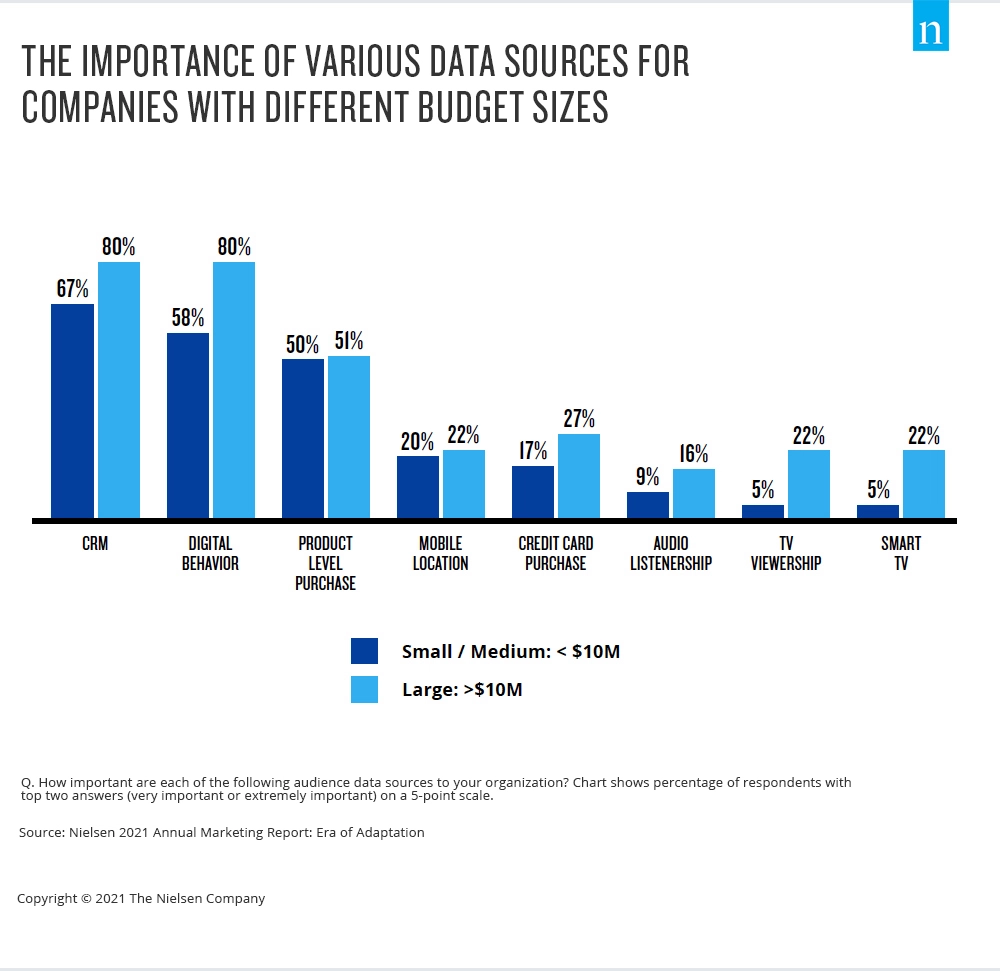 n
THE IMPORTANCE OF VARIOUS DATA SOURCES FOR
COMPANIES WITH DIFFERENT BUDGET SIZES
67%
80%
58%
80%
50%
51%
20%
22%
17%
27%
9%
16%
5%
22%
5%
22%
CRM
DIGITAL
BEHAVIOR
PRODUCT
LEVEL
PURCHASE
MOBILE
LOCATION
CREDIT CARD
PURCHASE
AUDIO
LISTENERSHIP
TV
VIEWERSHIP
SMART
TV
Small / Medium: < $10M
Large: >$10M
Q. How important are each of the following audience data sources to your organization? Chart shows percentage of respondents with
top two answers (very important or extremely important) on a 5-point scale.
Source: Nielsen 2021 Annual Marketing Report: Era of Adaptation
Copyright © 2021 The Nielsen Company